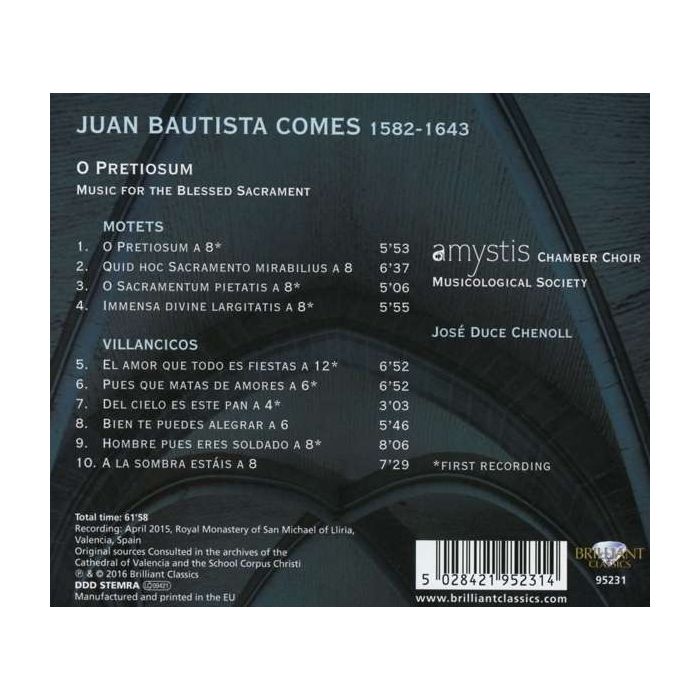 JUAN BAUTISTA COMES 1582-1643
O PRETIOSUM
MUSIC FOR THE BLESSED SACRAMENT
MOTETS
1. O PRETIOSUM A 8* 5’53
2. QUID HOC SACRAMENTO MIRABILIUS A 8 6’37
3. O SACRAMENTUM PIETATIS A 8* 5’06
4. IMMENSA DIVINE LARGITATIS A 8* 5’55
amystis CHAMBER CHOIR
MUSICOLOGICAL SOCIETY
JOSÉ DUCE CHENOLL
VILLANCICOS
5. EL AMOR QUE TODO ES FIESTAS A 12* 6’52
6. PUES QUE MATAS DE AMORES A 6* 6’52
7. DEL CIELO ES ESTE PAN A 4* 3’03
8. BIEN TE PUEDES ALEGRAR A 6 5’46
9. HOMBRE PUES ERES SOLDADO A 8* 8’06
10. A LA SOMBRA ESTÁIS A 8 7’29
*FIRST RECORDING
Total time: 61’58
Recording: April 2015, Royal Monastery of San Michael of Lliria,
Valencia, Spain
Original sources Consulted in the archives of the
Cathedral of Valencia and the School Corpus Christi
℗ & © 2016 Brilliant Classics
DDD STEMRA 09421
Manufactured and printed in the EU
5 028421 952314
www.brilliantclassics.com
BRILLIANT
CLASSICS
95231